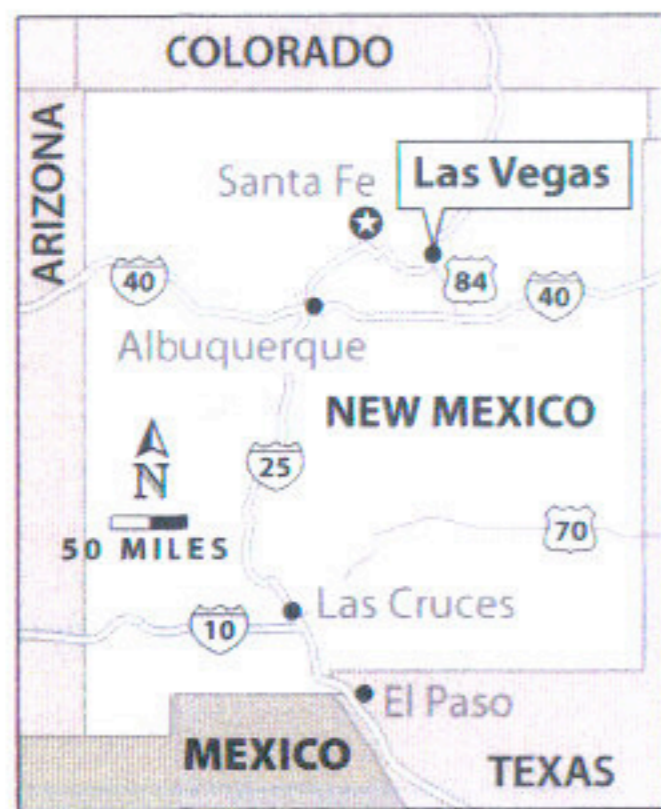 COLORADO
ARIZONA
Santa Fe
Las Vegas
40
84
40
Albuquerque
NEW MEXICO
25
N
50 MILES
70
Las Cruces
10
El Paso
MEXICO
TEXAS